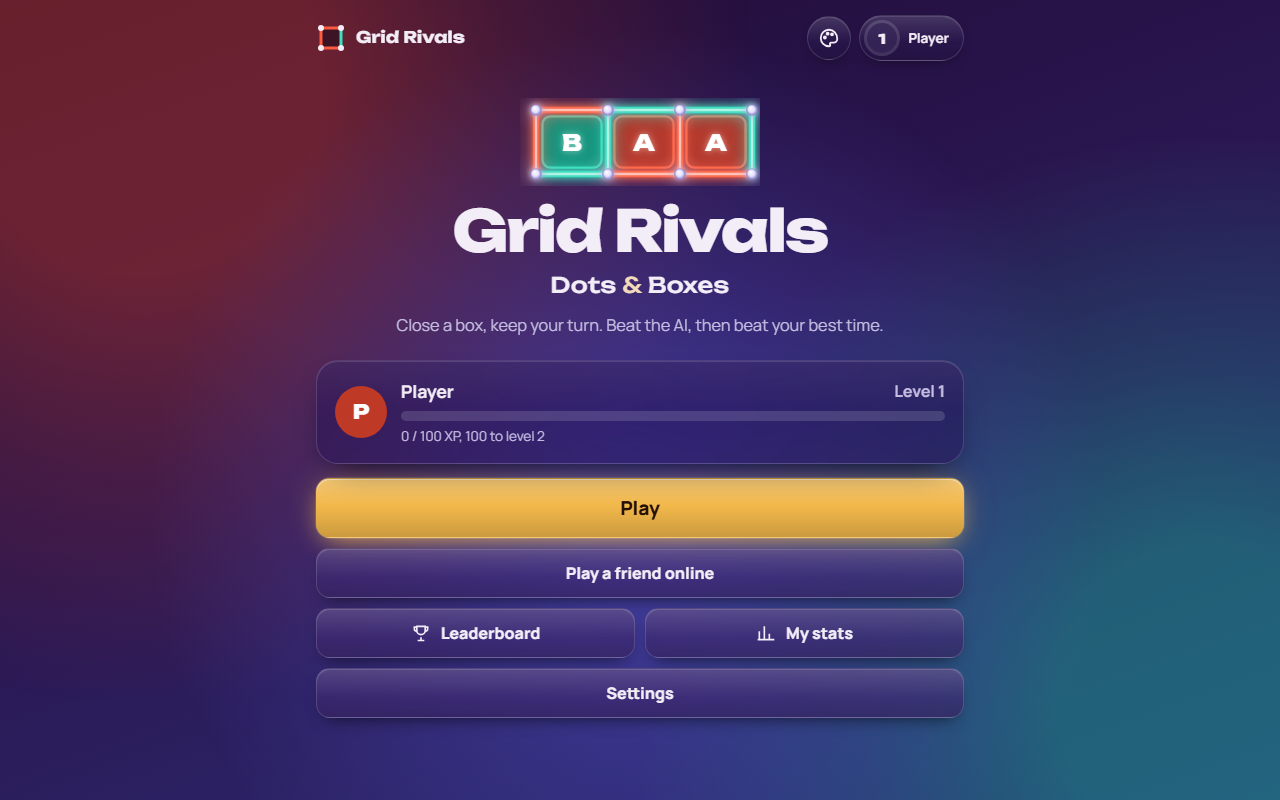 Grid Rivals
1 Player
B A A
Grid Rivals
Dots & Boxes
Close a box, keep your turn. Beat the AI, then beat your best time.
P
Player
Level 1
0 / 100 XP, 100 to level 2
Play
Play a friend online
Leaderboard
My stats
Settings